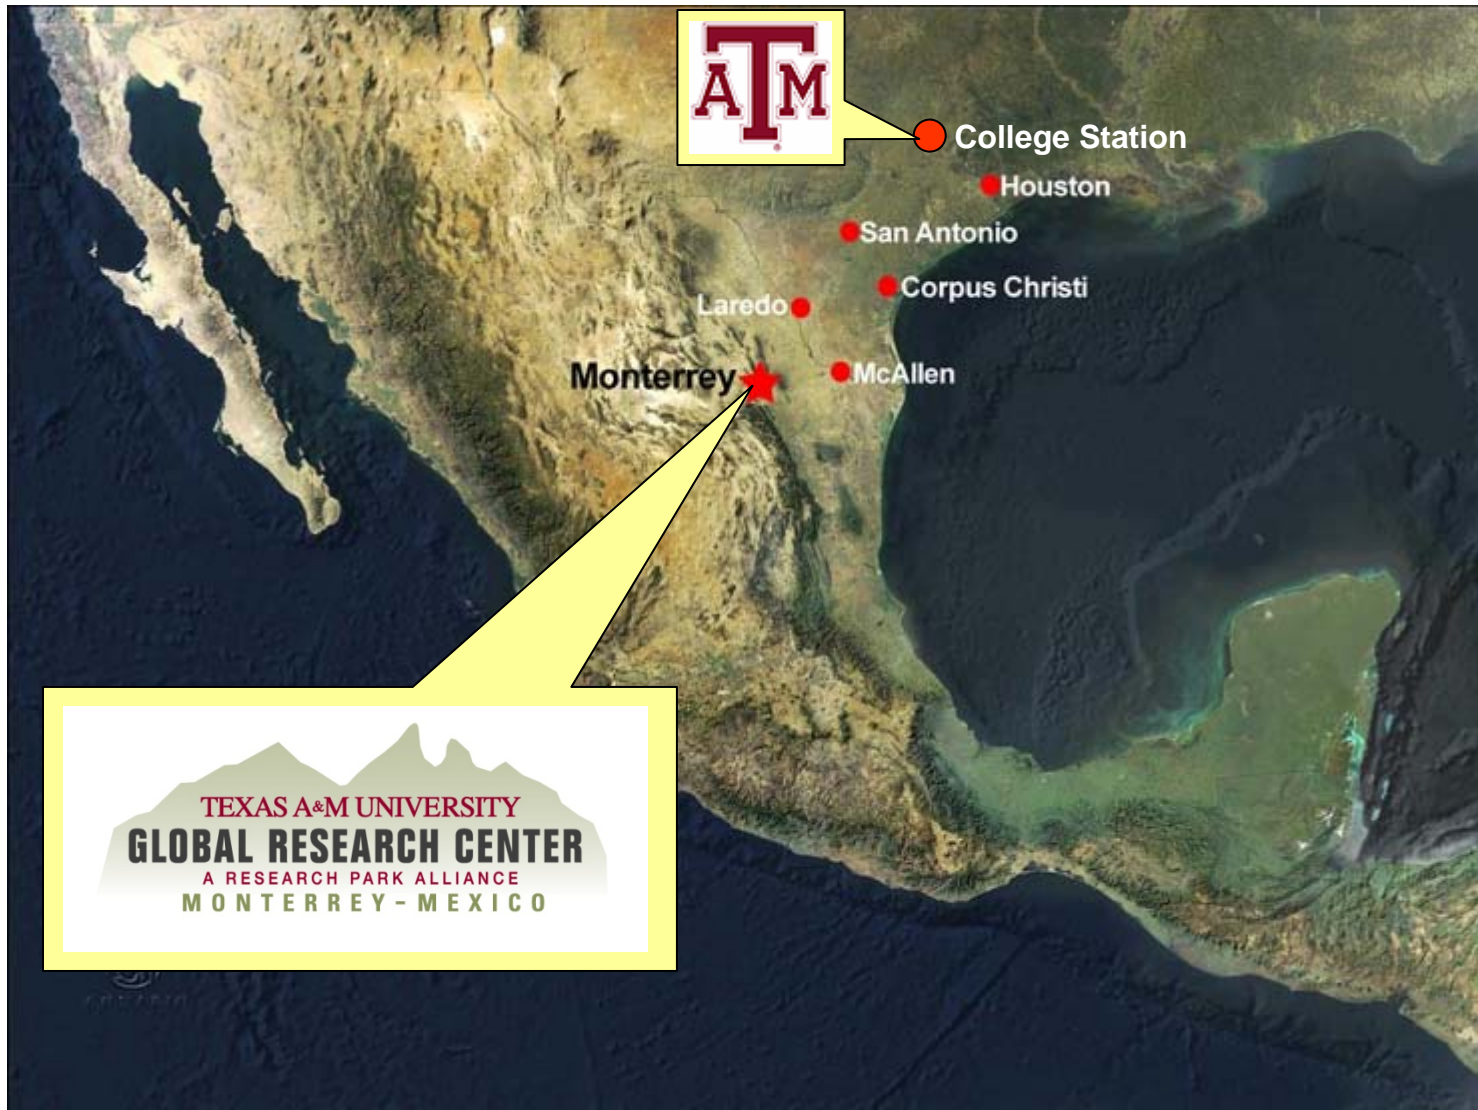 ATM
College Station
Houston
San Antonio
Corpus Christi
Laredo
McAllen
Monterrey
TEXAS A&M UNIVERSITY
GLOBAL RESEARCH CENTER
A RESEARCH PARK ALLIANCE
MONTERREY-MEXICO